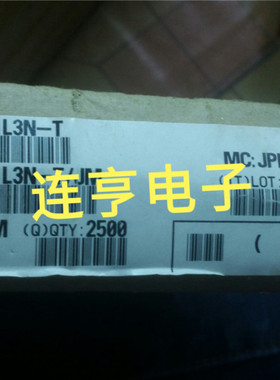 L3N-T
MC:JP
L3N-T/
(T)LOT:
连亨电子
M (Q)QTY:2500
(